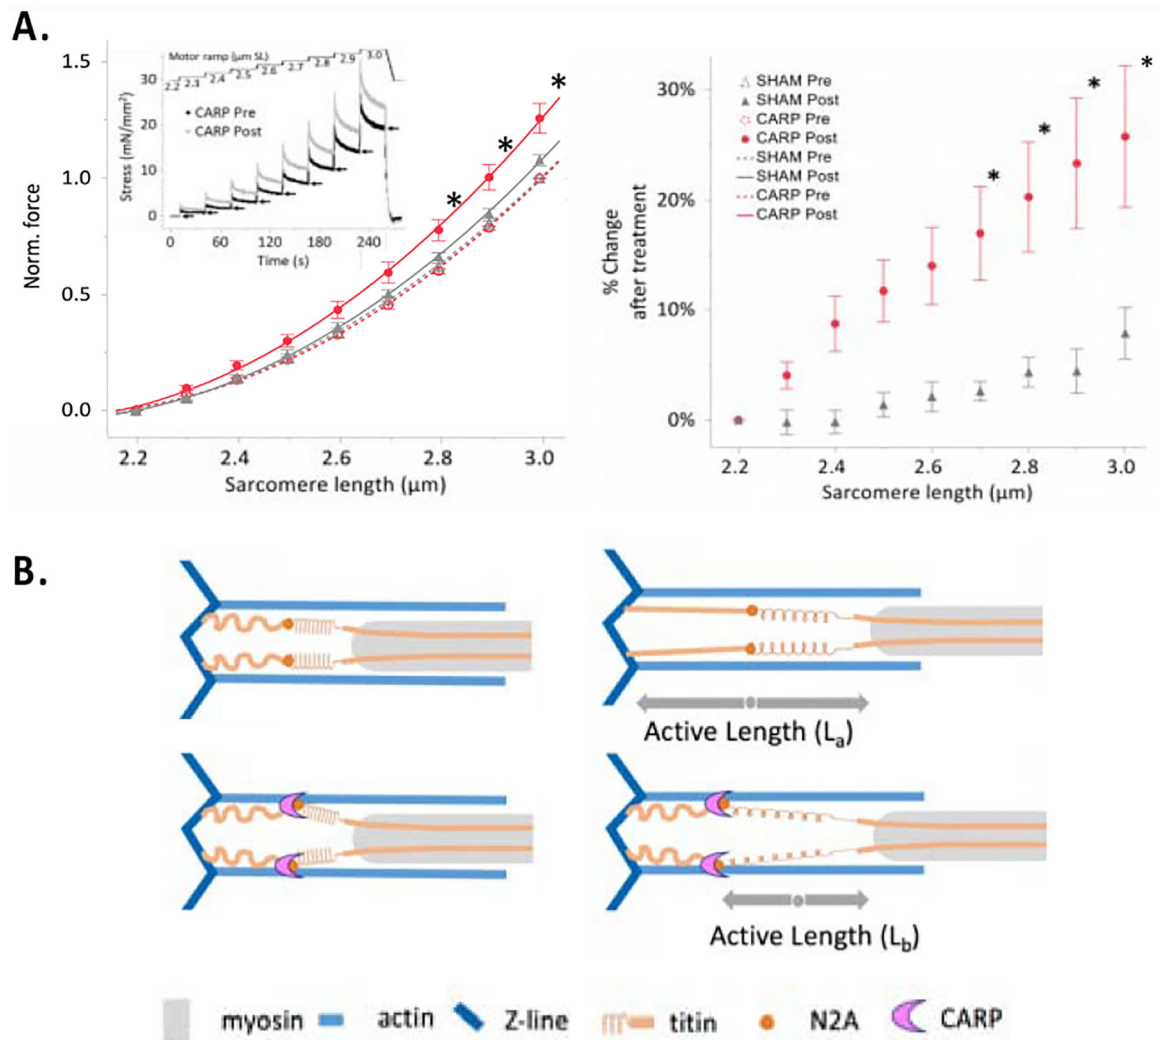 A.
1.5
1.0
0.5
0.0
Norm. force
2.2
2.4
2.6
2.8
3.0
Sarcomere length (μm)
*
*
*
Motor ramp (μm SL)
2.2 2.3 2.4 2.5 2.6 2.7 2.8 2.9 3.0
30
20
10
0
Stress (mN/mm²)
CARP Pre
CARP Post
0 60 120 180 240
Time (s)
30%
20%
10%
0%
% Change
after treatment
SHAM Pre
SHAM Post
CARP Pre
CARP Post
SHAM Pre
SHAM Post
CARP Pre
CARP Post
*
*
*
*
2.2 2.4 2.6 2.8 3.0
Sarcomere length (μm)
B.
Active Length (Lₐ)
Active Length (L_b)
myosin actin Z-line titin N2A CARP